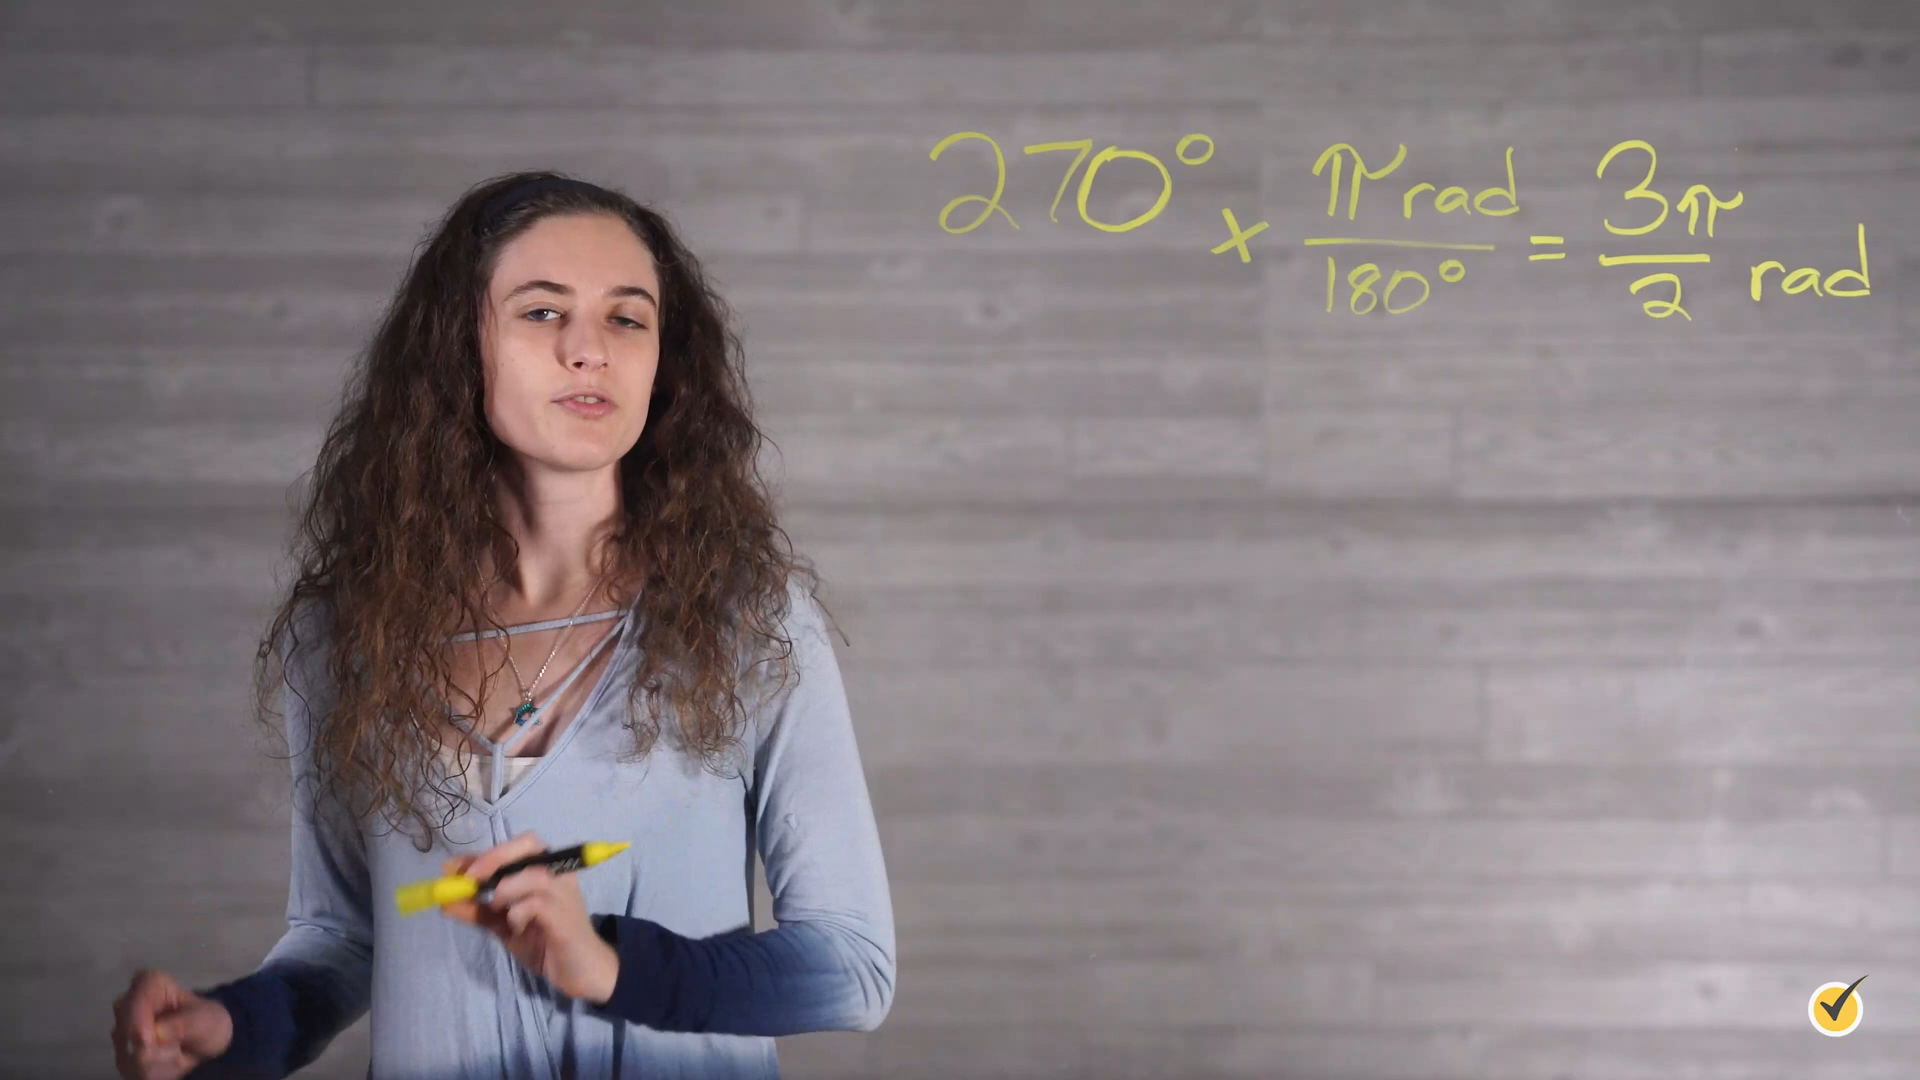 270° × π rad / 180° = 3π / 2 rad